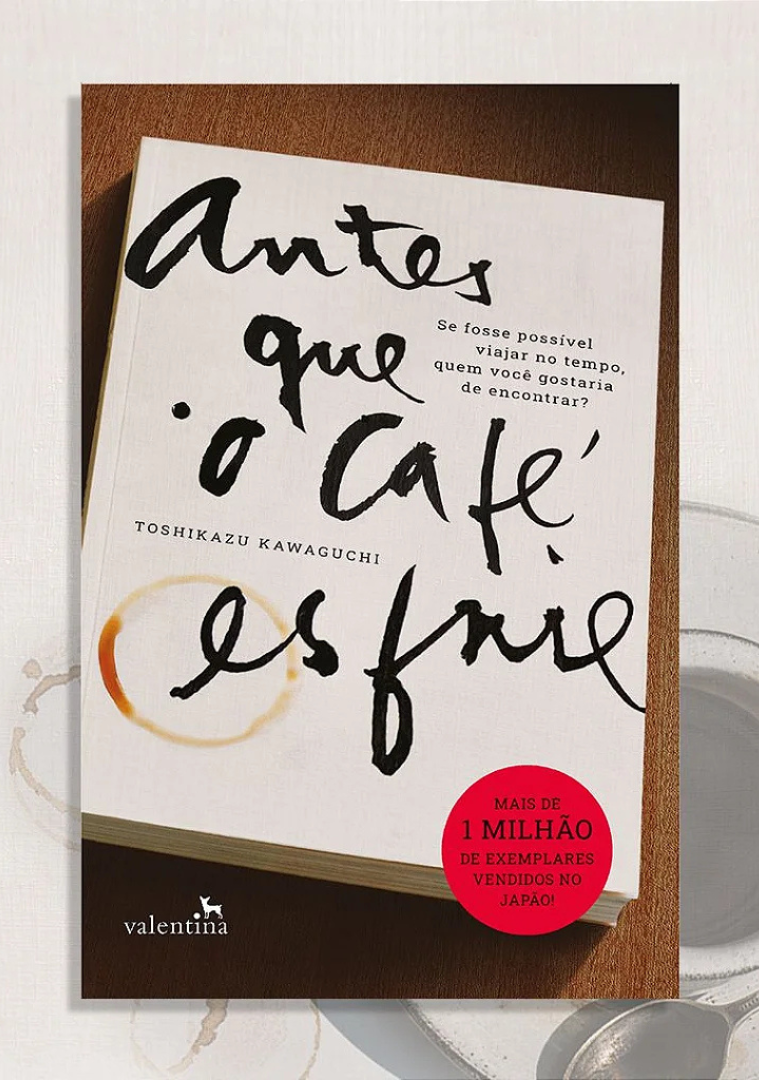 antes
que
o café
esfrie
Se fosse possível
viajar no tempo,
quem você gostaria
de encontrar?
TOSHIKAZU KAWAGUCHI
MAIS DE
1 MILHÃO
DE EXEMPLARES
VENDIDOS NO
JAPÃO!
valentina